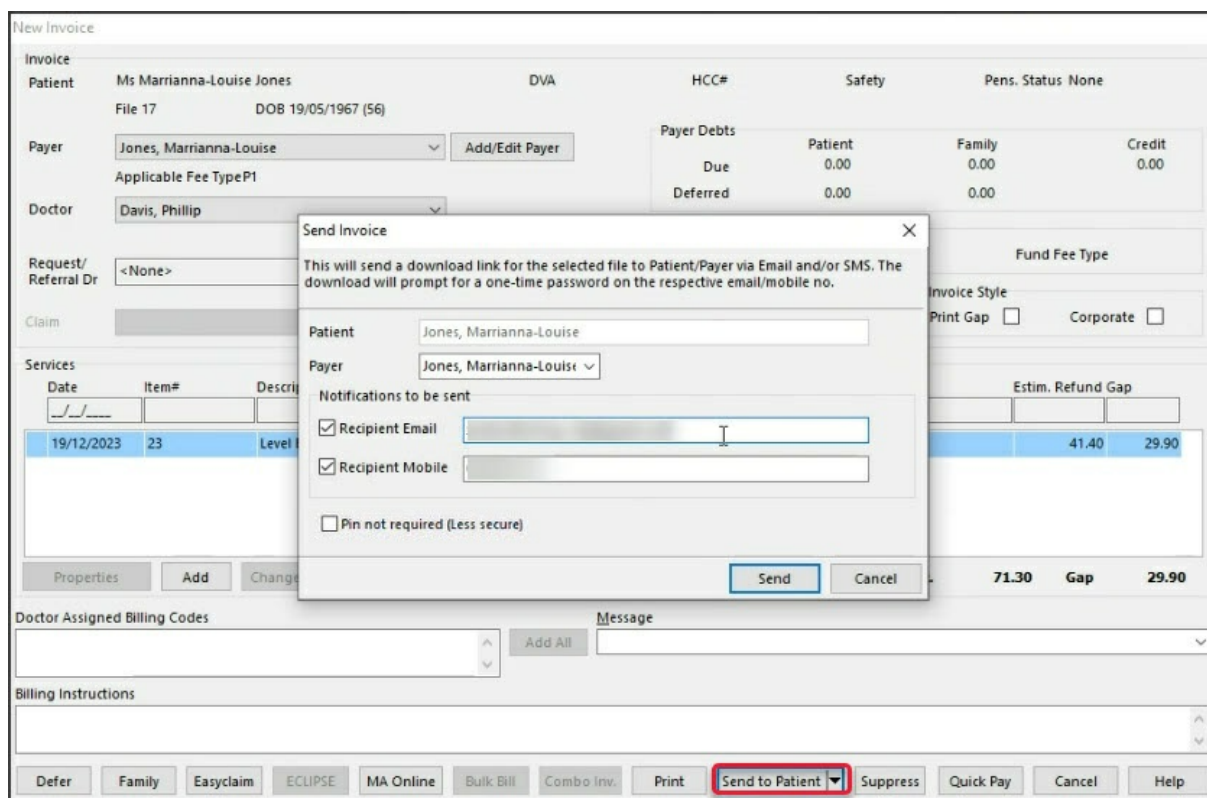 New Invoice
Invoice
Patient Ms Marrianna-Louise Jones DVA HCC# Safety Pens. Status None
File 17 DOB 19/05/1967 (56)
Payer Jones, Marrianna-Louise Add/Edit Payer
Applicable Fee TypeP1
Payer Debts
Patient Family Credit
Due 0.00 0.00 0.00
Deferred 0.00 0.00
Doctor Davis, Phillip
Request/
Referral Dr <None>
Fund Fee Type
Claim
Invoice Style
Print Gap Corporate
Send Invoice
This will send a download link for the selected file to Patient/Payer via Email and/or SMS. The
download will prompt for a one-time password on the respective email/mobile no.
Patient Jones, Marrianna-Louise
Payer Jones, Marrianna-Louise
Notifications to be sent
Recipient Email
Recipient Mobile
Pin not required (Less secure)
Send Cancel
Services
Date Item# Estim. Refund Gap
_/_/____
19/12/2023 23 Level 41.40 29.90
Properties Add 71.30 Gap 29.90
Doctor Assigned Billing Codes
Add All
Message
Billing Instructions
Defer Family Easyclaim ECLIPSE MA Online Bulk Bill Combo Inv. Print Send to Patient Suppress Quick Pay Cancel Help